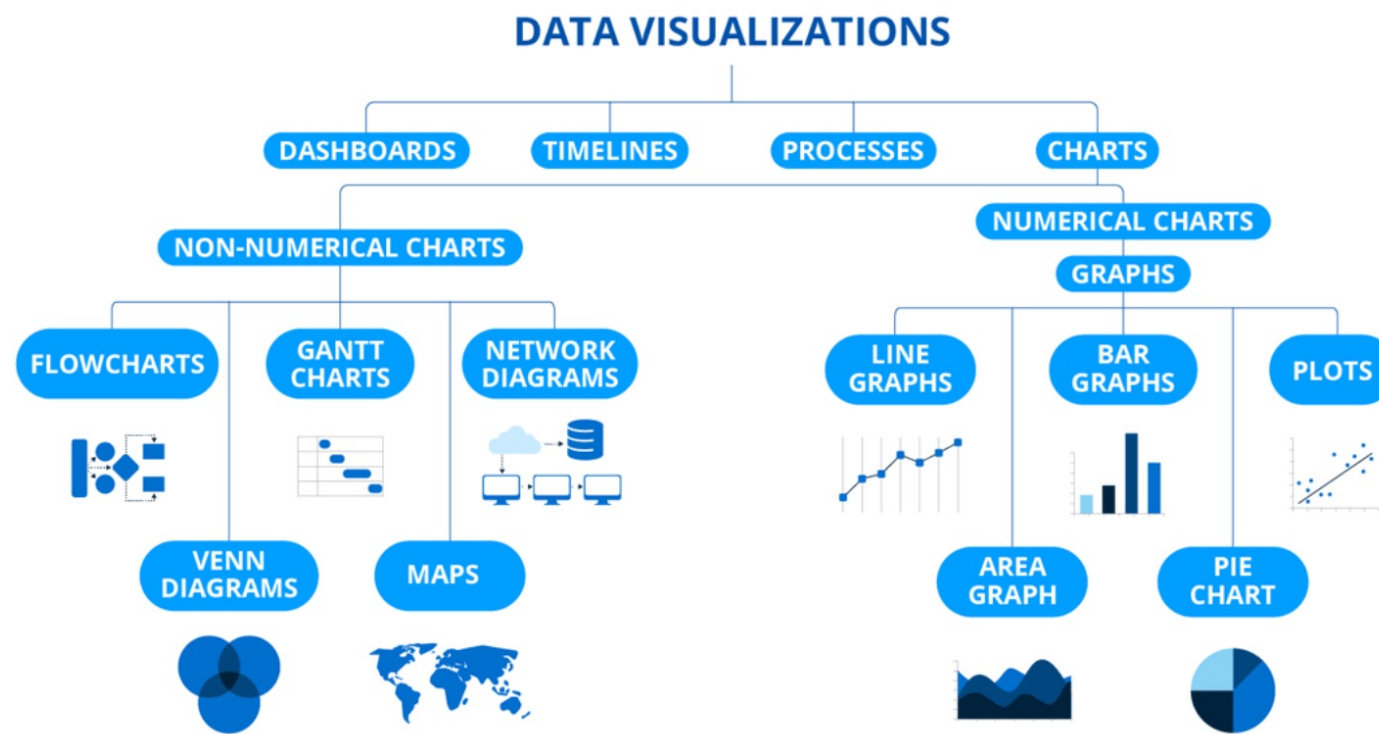 DATA VISUALIZATIONS
DASHBOARDS
TIMELINES
PROCESSES
CHARTS
NON-NUMERICAL CHARTS
NUMERICAL CHARTS
GRAPHS
FLOWCHARTS
GANTT
CHARTS
NETWORK
DIAGRAMS
LINE
GRAPHS
BAR
GRAPHS
PLOTS
VENN
DIAGRAMS
MAPS
AREA
GRAPH
PIE
CHART